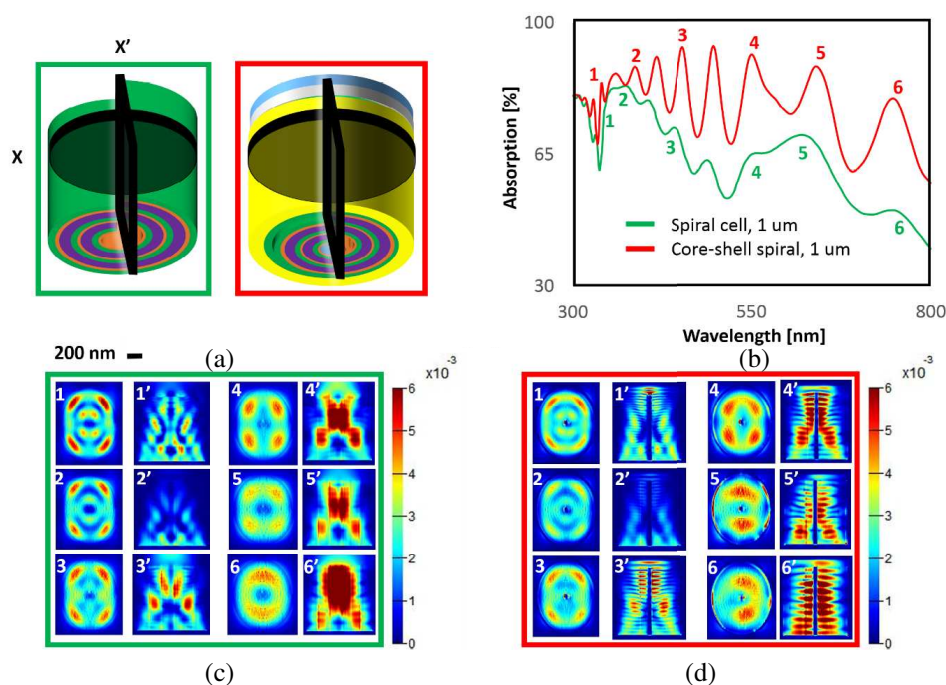 X'
X
(a)
100
65
30
Absorption [%]
1
2
3
4
5
6
1
2
3
4
5
6
Spiral cell, 1 um
Core-shell spiral, 1 um
300
550
800
Wavelength [nm]
(b)
200 nm
1 1' 4 4'
2 2' 5 5'
3 3' 6 6'
x10⁻³
6
5
4
3
2
1
0
(c)
1 1' 4 4'
2 2' 5 5'
3 3' 6 6'
x10⁻³
6
5
4
3
2
1
0
(d)